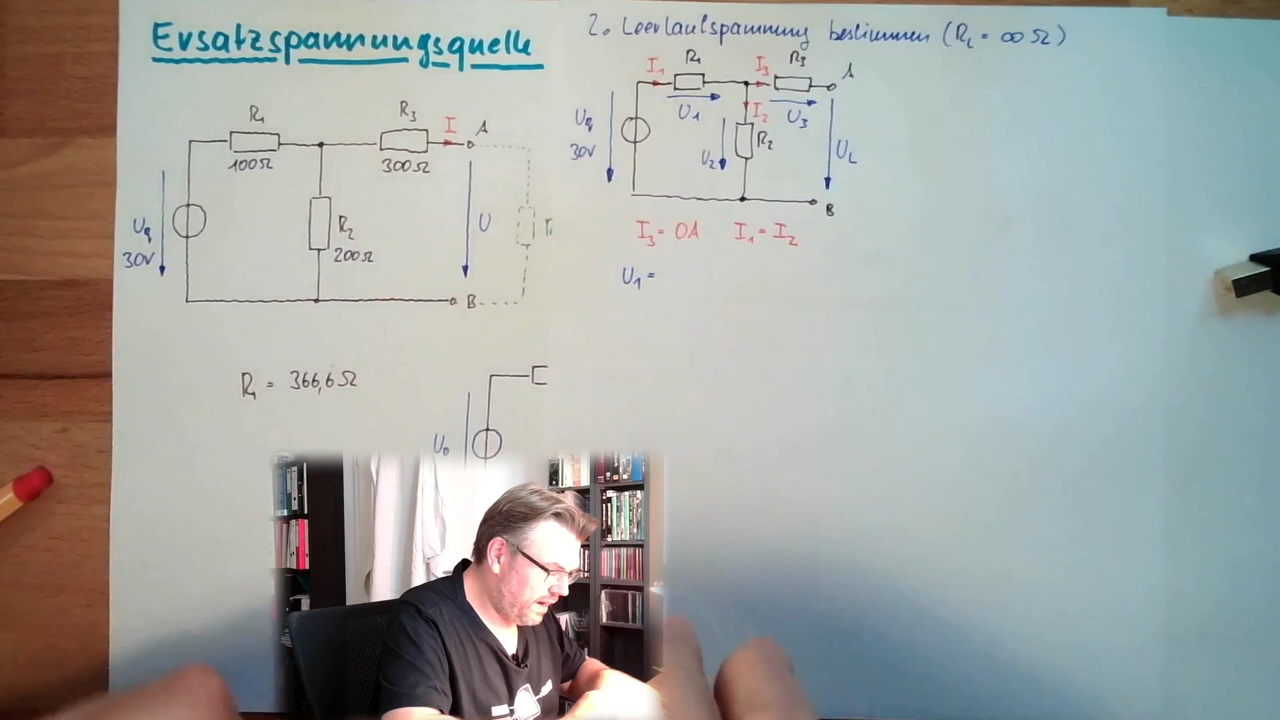 Ersatzspannungsquelle
R1
100Ω
R3
300Ω
I
A
Uq
30V
R2
200Ω
U
B
Ri = 366,6Ω
U0
2. Leerlaufspannung bestimmen (RL = ∞Ω)
I1
R1
I3
R3
A
U1
I2
U3
Uq
30V
U2
R2
UL
B
I3 = 0A I1 = I2
U1 =